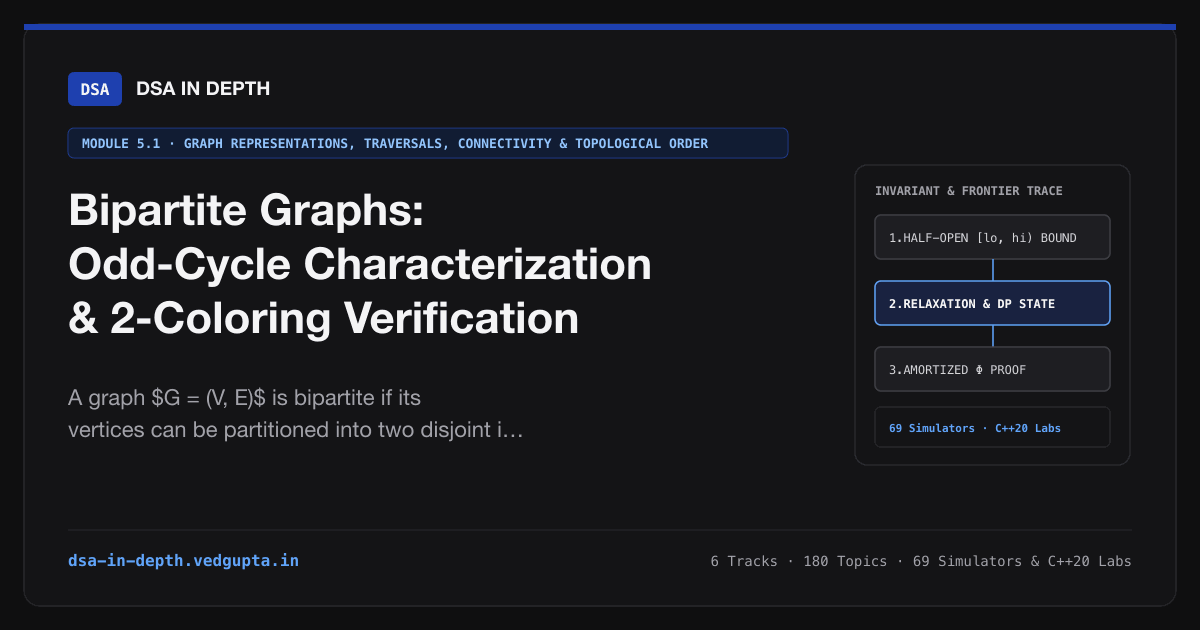 DSA
DSA IN DEPTH
MODULE 5.1 · GRAPH REPRESENTATIONS, TRAVERSALS, CONNECTIVITY & TOPOLOGICAL ORDER
Bipartite Graphs:
Odd-Cycle Characterization
& 2-Coloring Verification
A graph $G = (V, E)$ is bipartite if its
vertices can be partitioned into two disjoint i…
INVARIANT & FRONTIER TRACE
1.HALF-OPEN [lo, hi) BOUND
2.RELAXATION & DP STATE
3.AMORTIZED Φ PROOF
69 Simulators · C++20 Labs
dsa-in-depth.vedgupta.in
6 Tracks · 180 Topics · 69 Simulators & C++20 Labs